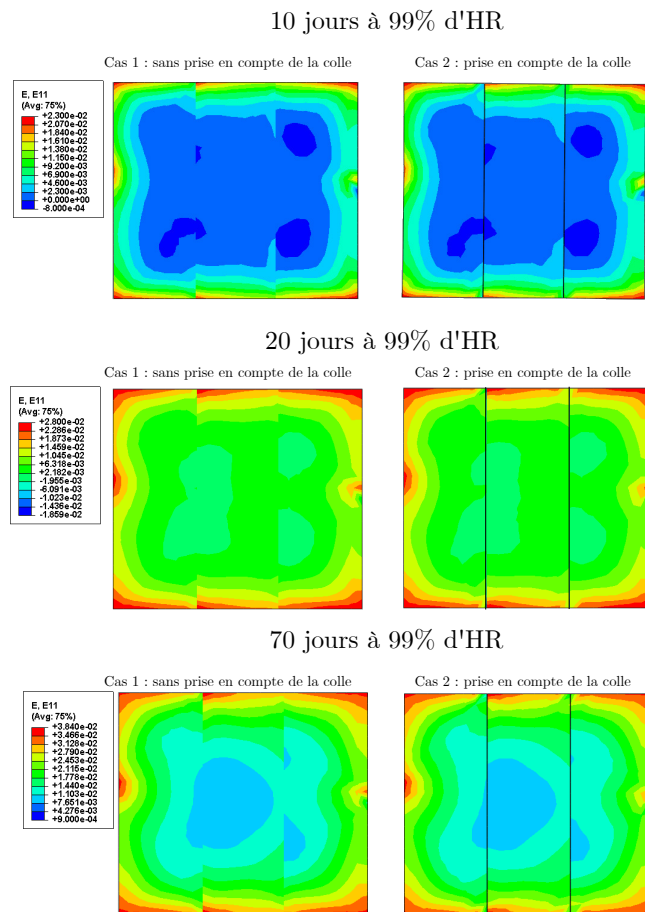 10 jours à 99% d'HR
Cas 1 : sans prise en compte de la colle
Cas 2 : prise en compte de la colle
E, E11
(Avg: 75%)
+2.300e-02
+2.070e-02
+1.840e-02
+1.610e-02
+1.380e-02
+1.150e-02
+9.200e-03
+6.900e-03
+4.600e-03
+2.300e-03
+0.000e+00
-8.000e-04
20 jours à 99% d'HR
Cas 1 : sans prise en compte de la colle
Cas 2 : prise en compte de la colle
E, E11
(Avg: 75%)
+2.800e-02
+2.286e-02
+1.873e-02
+1.459e-02
+1.045e-02
+6.318e-03
+2.182e-03
-1.955e-03
-6.091e-03
-1.023e-02
-1.436e-02
-1.859e-02
70 jours à 99% d'HR
Cas 1 : sans prise en compte de la colle
Cas 2 : prise en compte de la colle
E, E11
(Avg: 75%)
+3.840e-02
+3.466e-02
+3.128e-02
+2.790e-02
+2.453e-02
+2.115e-02
+1.778e-02
+1.440e-02
+1.103e-02
+7.651e-03
+4.276e-03
+9.000e-04